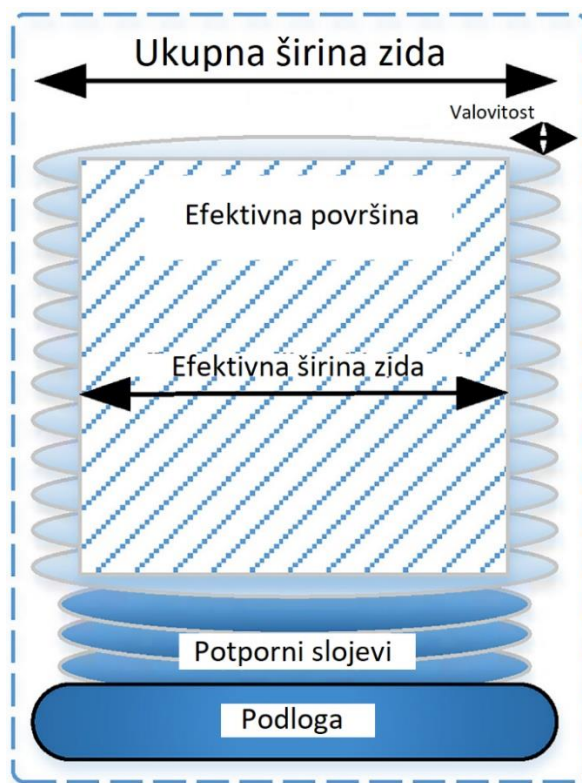 Ukupna širina zida
Valovitost
Efektivna površina
Efektivna širina zida
Potporni slojevi
Podloga